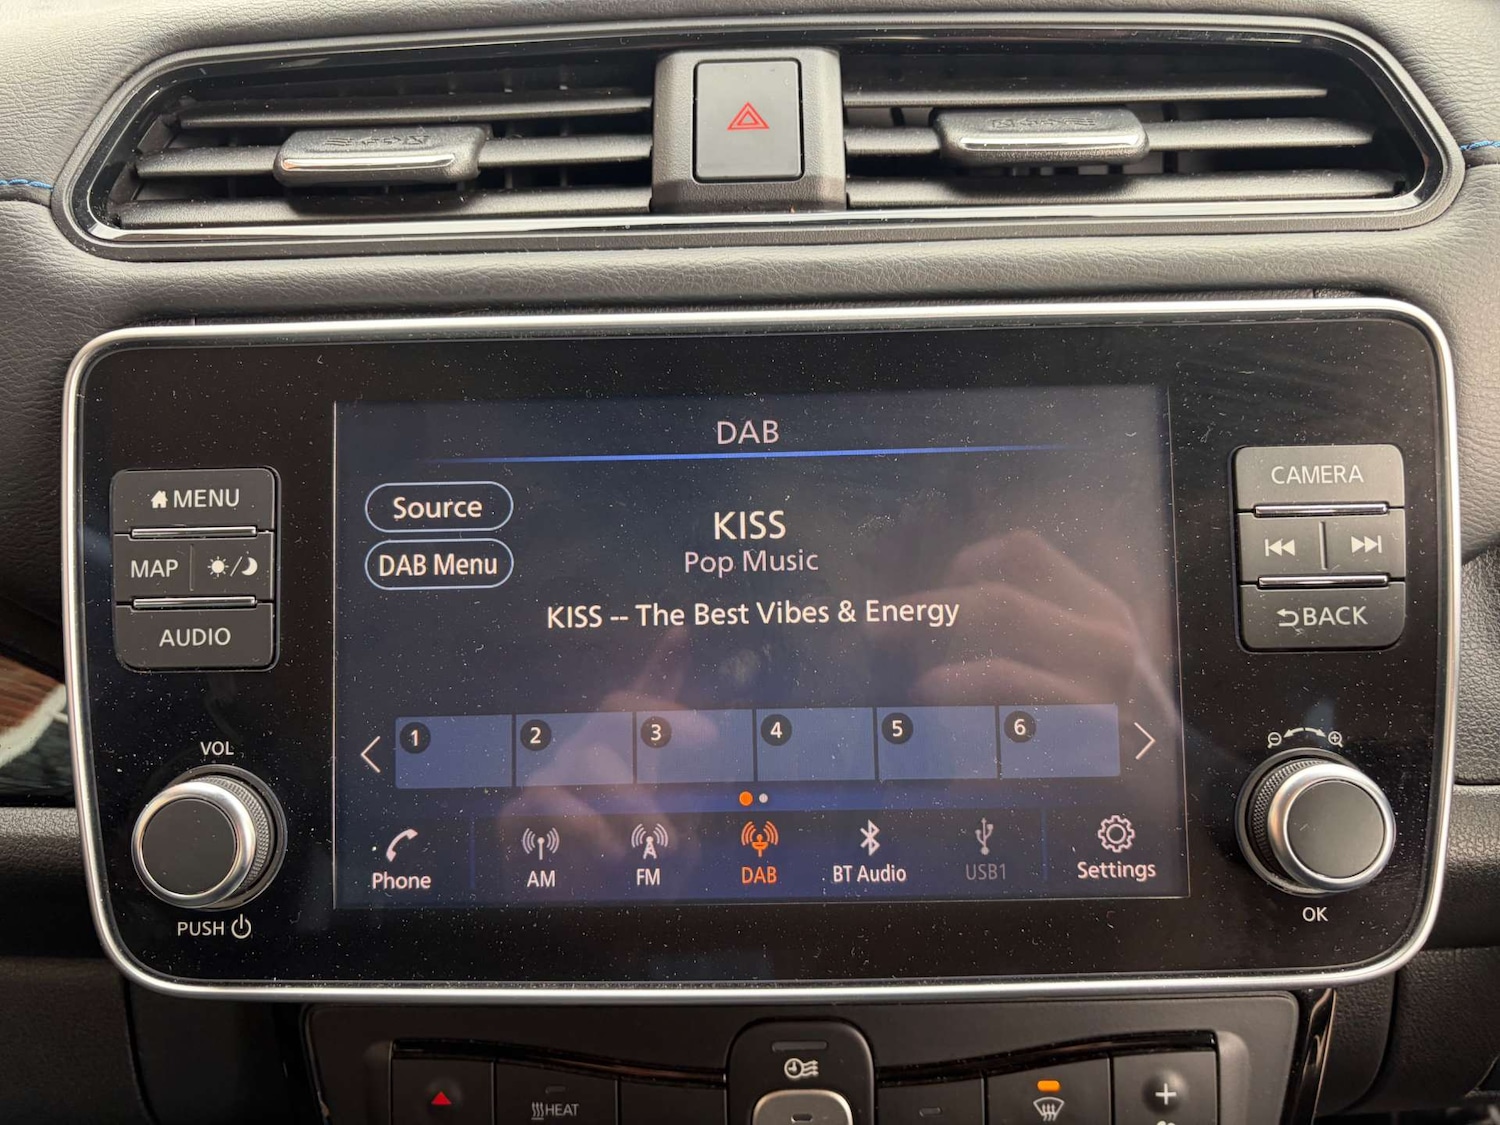 DAB
Source
KISS
Pop Music
DAB Menu
KISS -- The Best Vibes & Energy
1 2 3 4 5 6
Phone AM FM DAB BT Audio USB1 Settings
MENU
MAP
AUDIO
VOL
PUSH
CAMERA
BACK
OK
HEAT
+